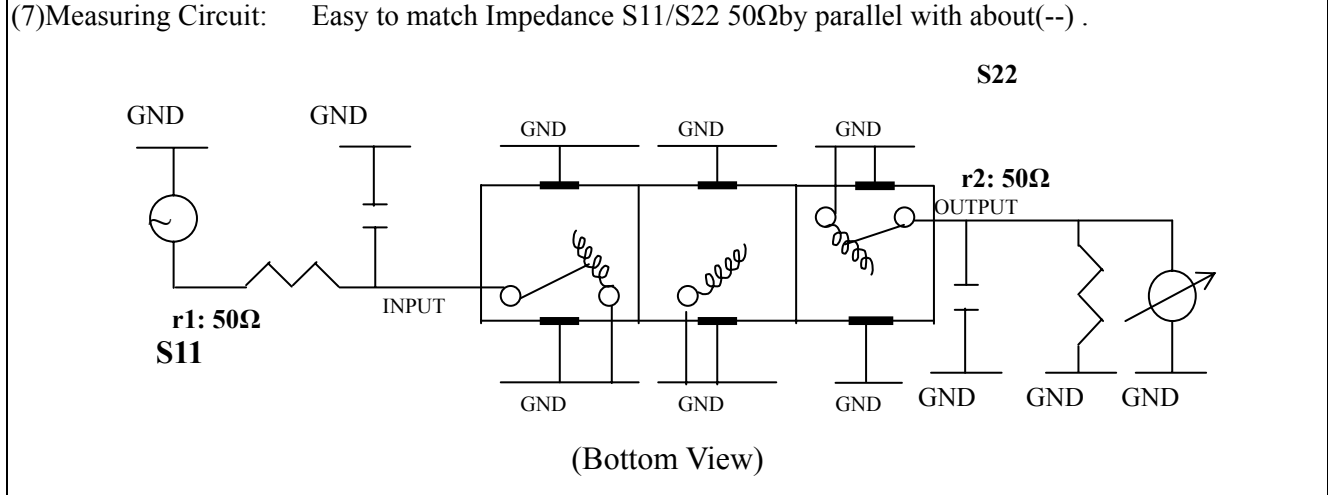 (7)Measuring Circuit: Easy to match Impedance S11/S22 50Ωby parallel with about(--) .
S22
GND GND GND GND GND
r2: 50Ω
OUTPUT
INPUT
r1: 50Ω
S11
GND GND GND GND GND GND
(Bottom View)